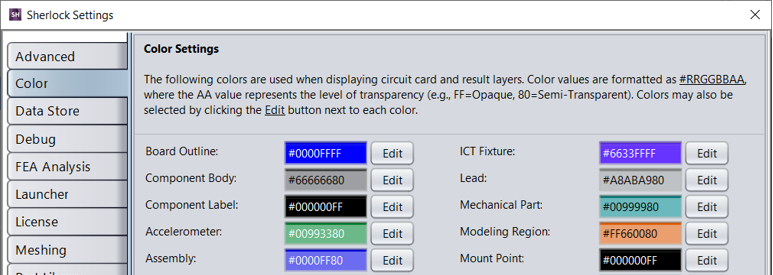 SH Sherlock Settings
Advanced
Color
Data Store
Debug
FEA Analysis
Launcher
License
Meshing
Color Settings
The following colors are used when displaying circuit card and result layers. Color values are formatted as #RRGGBBAA,
where the AA value represents the level of transparency (e.g., FF=Opaque, 80=Semi-Transparent). Colors may also be
selected by clicking the Edit button next to each color.
Board Outline: #0000FFFF Edit ICT Fixture: #6633FFFF Edit
Component Body: #66666680 Edit Lead: #A8ABA980 Edit
Component Label: #000000FF Edit Mechanical Part: #00999980 Edit
Accelerometer: #00993380 Edit Modeling Region: #FF660080 Edit
Assembly: #0000FF80 Edit Mount Point: #000000FF Edit